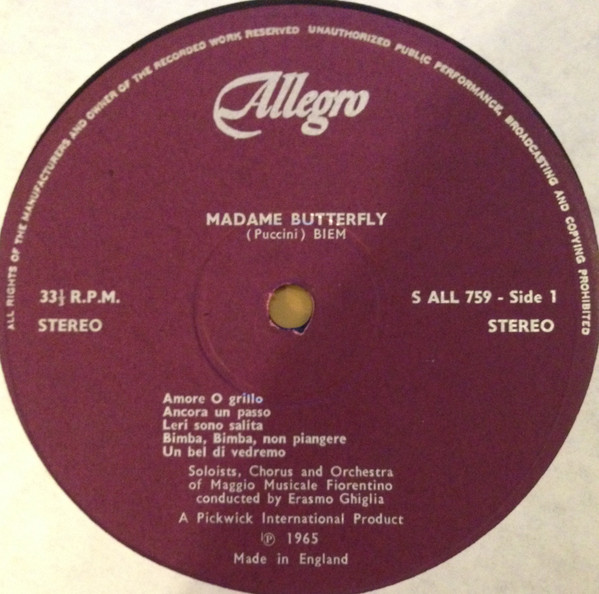 ALL RIGHTS OF THE MANUFACTURERS AND OWNER OF THE RECORDED WORK RESERVED UNAUTHORIZED PUBLIC PERFORMANCE, BROADCASTING AND COPYING PROHIBITED
Allegro
MADAME BUTTERFLY
(Puccini) BIEM
33⅓ R.P.M.
STEREO
S ALL 759 - Side 1
STEREO
Amore O grillo
Ancora un passo
Leri sono salita
Bimba, Bimba, non piangere
Un bel di vedremo
Soloists, Chorus and Orchestra
of Maggio Musicale Fiorentino
conducted by Erasmo Ghiglia
A Pickwick International Product
℗ 1965
Made in England